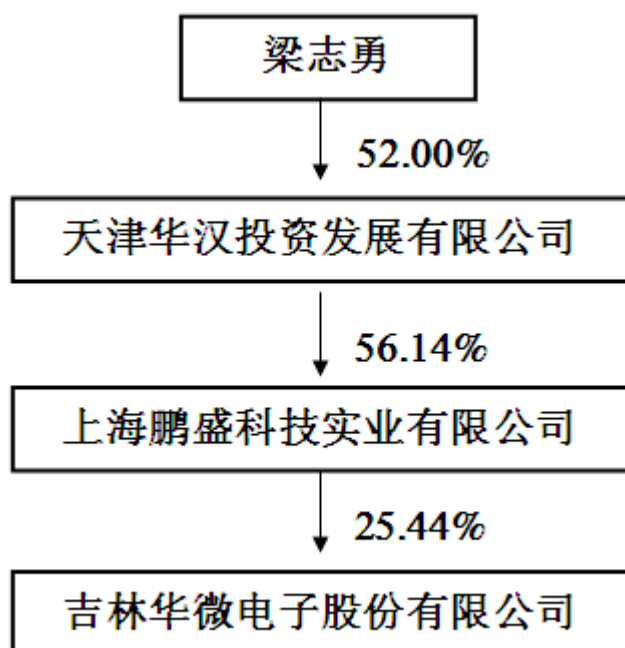 梁志勇
52.00%
天津华汉投资发展有限公司
56.14%
上海鹏盛科技实业有限公司
25.44%
吉林华微电子股份有限公司